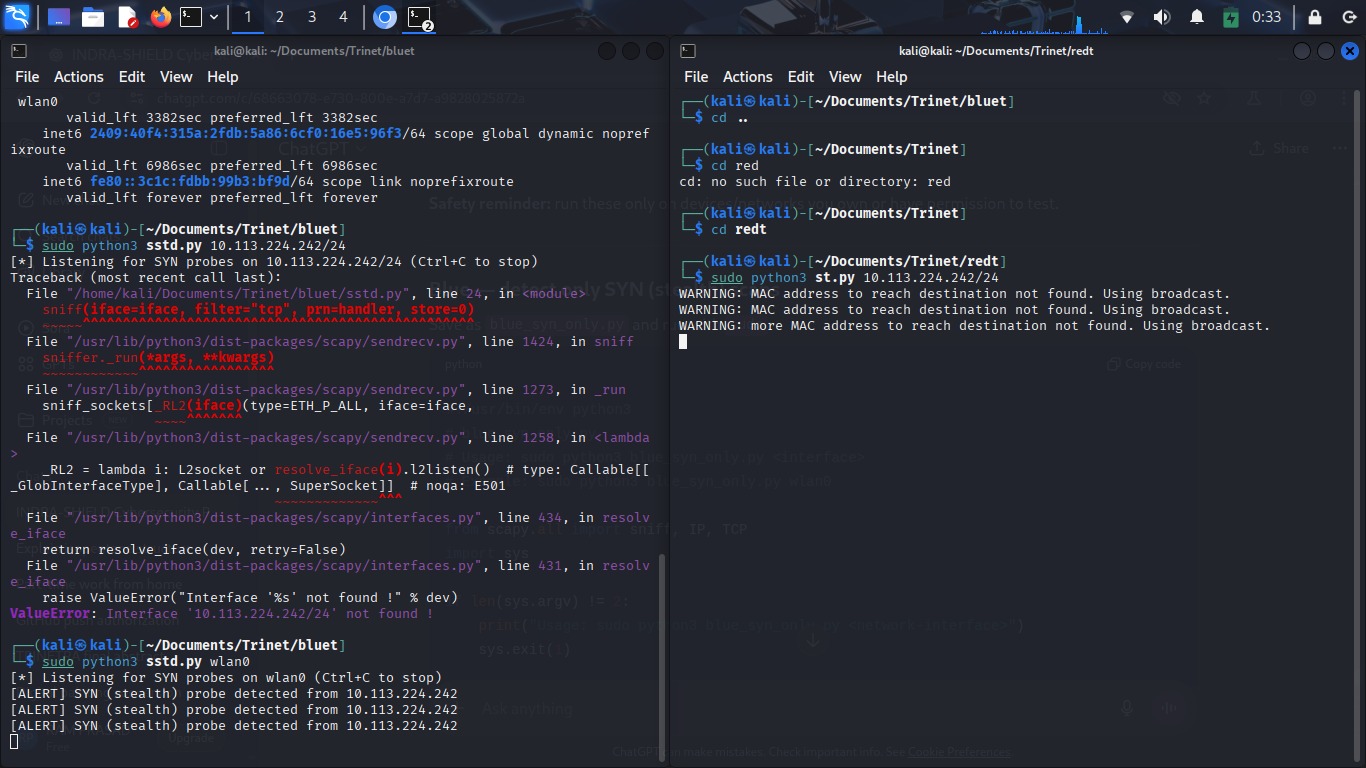 1 2 3 4 2 0:33
kali@kali: ~/Documents/Trinet/bluet
File Actions Edit View Help
wlan0
valid_lft 3382sec preferred_lft 3382sec
inet6 2409:40f4:315a:2fdb:5a86:6cf0:16e5:96f3/64 scope global dynamic nopref
ixroute
valid_lft 6986sec preferred_lft 6986sec
inet6 fe80::3c1c:fdbb:99b3:bf9d/64 scope link noprefixroute
valid_lft forever preferred_lft forever
┌──(kali㉿kali)-[~/Documents/Trinet/bluet]
└─$ sudo python3 sstd.py 10.113.224.242/24
[*] Listening for SYN probes on 10.113.224.242/24 (Ctrl+C to stop)
Traceback (most recent call last):
File "/home/kali/Documents/Trinet/bluet/sstd.py", line 24, in <module>
sniff(iface=iface, filter="tcp", prn=handler, store=0)
~~~~~^^^^^^^^^^^^^^^^^^^^^^^^^^^^^^^^^^^^^^^^^^^^^^^^^
File "/usr/lib/python3/dist-packages/scapy/sendrecv.py", line 1424, in sniff
sniffer._run(*args, **kwargs)
~~~~~~~~~~~~^^^^^^^^^^^^^^^^^
File "/usr/lib/python3/dist-packages/scapy/sendrecv.py", line 1273, in _run
sniff_sockets[_RL2(iface)(type=ETH_P_ALL, iface=iface,
~~~~^^^^^^^
File "/usr/lib/python3/dist-packages/scapy/sendrecv.py", line 1258, in <lambda
>
_RL2 = lambda i: L2socket or resolve_iface(i).l2listen()  # type: Callable[[
_GlobInterfaceType], Callable[..., SuperSocket]]  # noqa: E501
~~~~~~~~~~~~~^^^
File "/usr/lib/python3/dist-packages/scapy/interfaces.py", line 434, in resolv
e_iface
return resolve_iface(dev, retry=False)
File "/usr/lib/python3/dist-packages/scapy/interfaces.py", line 431, in resolv
e_iface
raise ValueError("Interface '%s' not found !" % dev)
ValueError: Interface '10.113.224.242/24' not found !
┌──(kali㉿kali)-[~/Documents/Trinet/bluet]
└─$ sudo python3 sstd.py wlan0
[*] Listening for SYN probes on wlan0 (Ctrl+C to stop)
[ALERT] SYN (stealth) probe detected from 10.113.224.242
[ALERT] SYN (stealth) probe detected from 10.113.224.242
[ALERT] SYN (stealth) probe detected from 10.113.224.242
kali@kali: ~/Documents/Trinet/redt
File Actions Edit View Help
┌──(kali㉿kali)-[~/Documents/Trinet/bluet]
└─$ cd ..
┌──(kali㉿kali)-[~/Documents/Trinet]
└─$ cd red
cd: no such file or directory: red
┌──(kali㉿kali)-[~/Documents/Trinet]
└─$ cd redt
┌──(kali㉿kali)-[~/Documents/Trinet/redt]
└─$ sudo python3 st.py 10.113.224.242/24
WARNING: MAC address to reach destination not found. Using broadcast.
WARNING: MAC address to reach destination not found. Using broadcast.
WARNING: more MAC address to reach destination not found. Using broadcast.